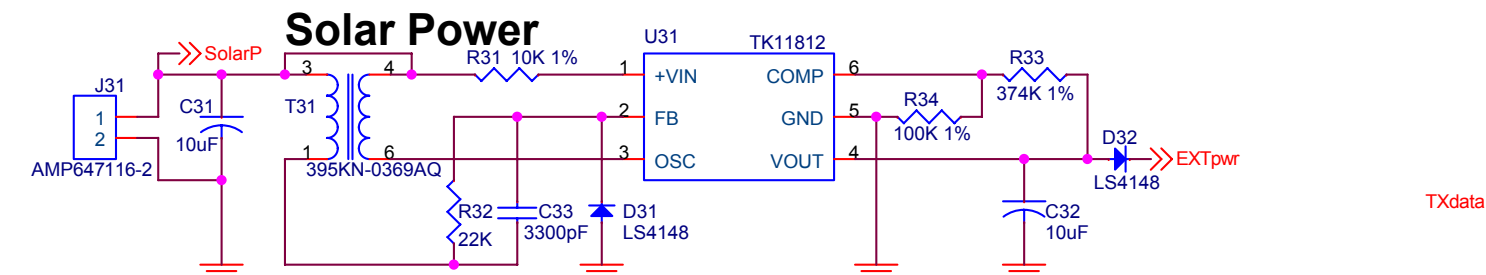 Solar Power
SolarP
J31
1
2
AMP647116-2
C31
10uF
3
4
T31
1
6
395KN-0369AQ
R31 10K 1%
R32
22K
C33
3300pF
D31
LS4148
U31
TK11812
1
+VIN
COMP
6
2
FB
GND
5
3
OSC
VOUT
4
R33
374K 1%
R34
100K 1%
D32
LS4148
EXTpwr
C32
10uF
TXdata